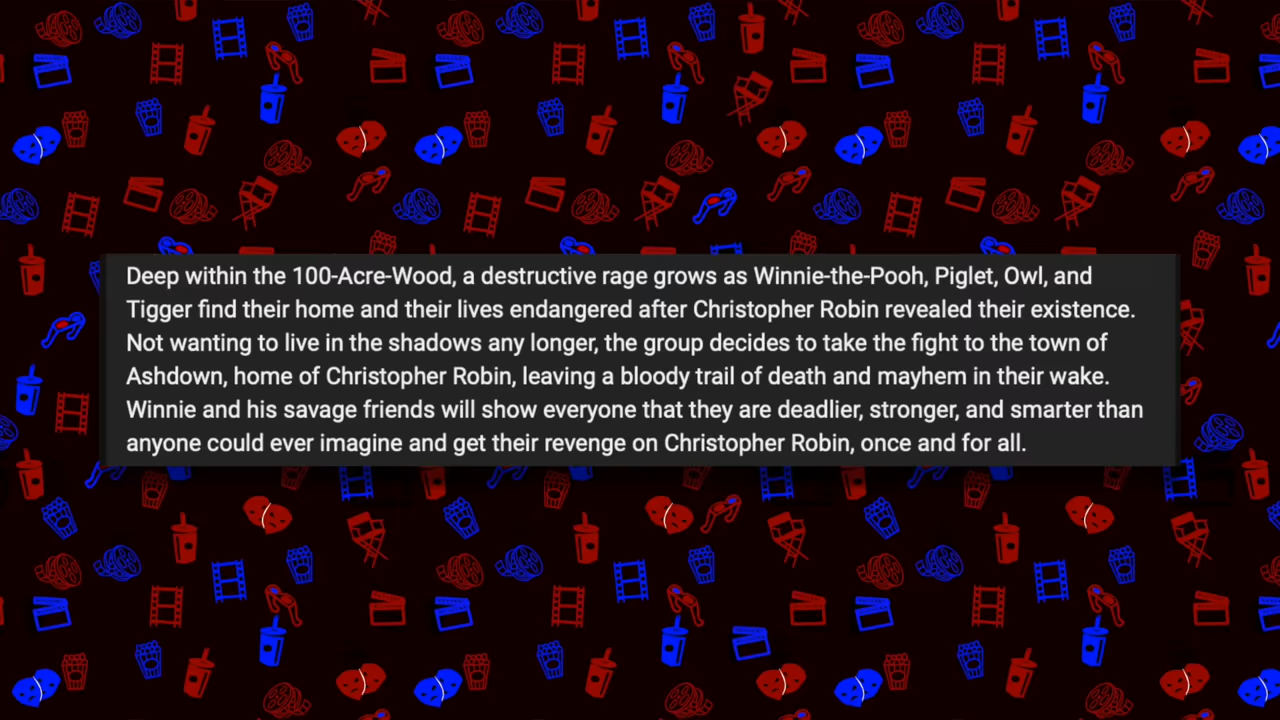 Deep within the 100-Acre-Wood, a destructive rage grows as Winnie-the-Pooh, Piglet, Owl, and
Tigger find their home and their lives endangered after Christopher Robin revealed their existence.
Not wanting to live in the shadows any longer, the group decides to take the fight to the town of
Ashdown, home of Christopher Robin, leaving a bloody trail of death and mayhem in their wake.
Winnie and his savage friends will show everyone that they are deadlier, stronger, and smarter than
anyone could ever imagine and get their revenge on Christopher Robin, once and for all.